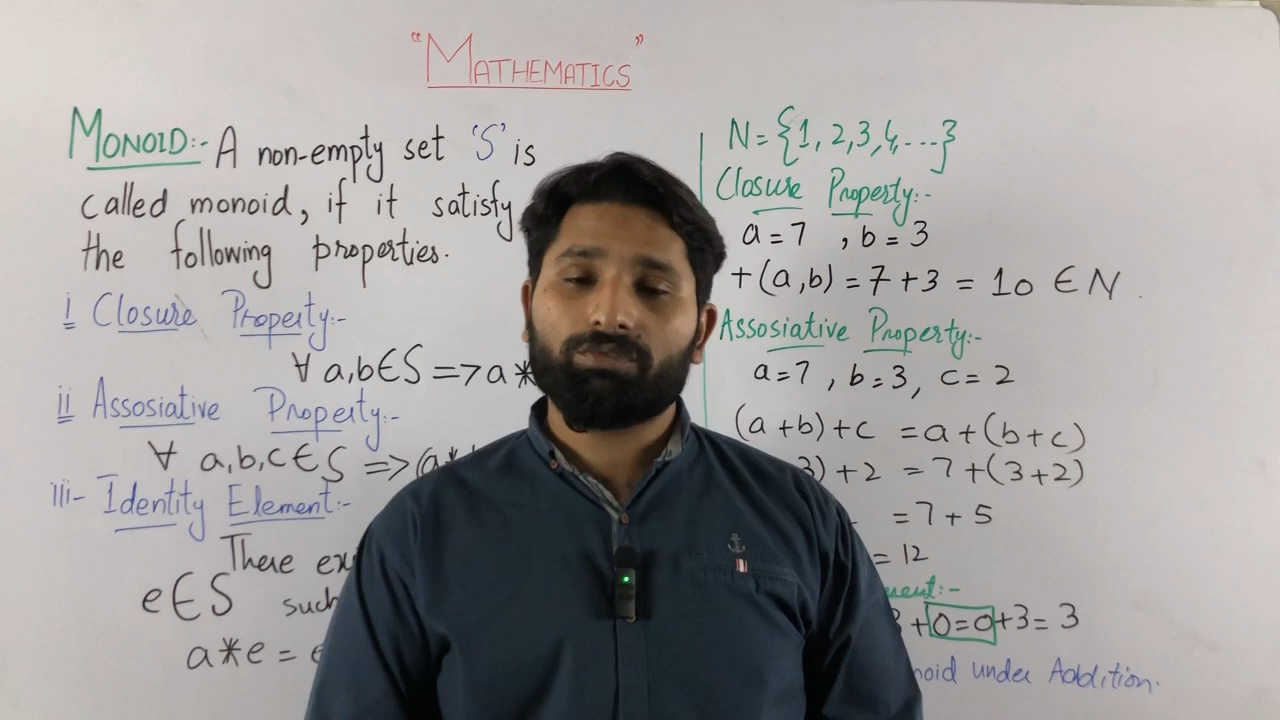 “MATHEMATICS”
MONOID:- A non-empty set 'S' is
called monoid, if it satisfy
the following properties.
i Closure Property:-
∀ a,b∈S => a*
ii Assosiative Property:-
∀ a,b,c∈S => (a*
iii- Identity Element:-
There
e∈S such
a*e =
N = {1, 2, 3, 4, ...}
Closure Property:-
a = 7 , b = 3
+(a,b) = 7 + 3 = 10 ∈ N
Assosiative Property:-
a = 7 , b = 3, c = 2
(a + b) + c = a + (b + c)
3) + 2 = 7 + (3 + 2)
= 7 + 5
= 12
+ 0 = 0 + 3 = 3
under Addition.